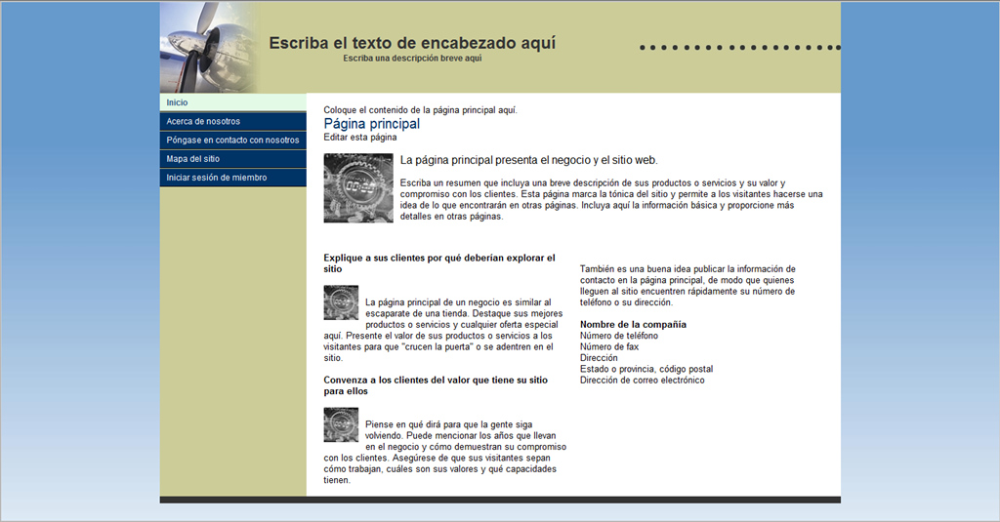 Escriba el texto de encabezado aquí
Escriba una descripción breve aquí
Inicio
Acerca de nosotros
Póngase en contacto con nosotros
Mapa del sitio
Iniciar sesión de miembro
Coloque el contenido de la página principal aquí.
Página principal
Editar esta página
La página principal presenta el negocio y el sitio web.
Escriba un resumen que incluya una breve descripción de sus productos o servicios y su valor y
compromiso con los clientes. Esta página marca la tónica del sitio y permite a los visitantes hacerse una
idea de lo que encontrarán en otras páginas. Incluya aquí la información básica y proporcione más
detalles en otras páginas.
Explique a sus clientes por qué deberían explorar el
sitio
La página principal de un negocio es similar al
escaparate de una tienda. Destaque sus mejores
productos o servicios y cualquier oferta especial
aquí. Presente el valor de sus productos o servicios a los
visitantes para que "crucen la puerta" o se adentren en el
sitio.
Convenza a los clientes del valor que tiene su sitio
para ellos
Piense en qué dirá para que la gente siga
volviendo. Puede mencionar los años que llevan
en el negocio y cómo demuestran su compromiso
con los clientes. Asegúrese de que sus visitantes sepan
cómo trabajan, cuáles son sus valores y qué capacidades
tienen.
También es una buena idea publicar la información de
contacto en la página principal, de modo que quienes
lleguen al sitio encuentren rápidamente su número de
teléfono o su dirección.
Nombre de la compañía
Número de teléfono
Número de fax
Dirección
Estado o provincia, código postal
Dirección de correo electrónico